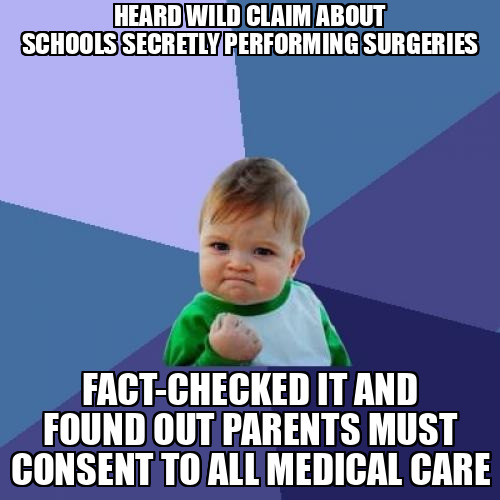 HEARD WILD CLAIM ABOUT
SCHOOLS SECRETLY PERFORMING SURGERIES
FACT-CHECKED IT AND
FOUND OUT PARENTS MUST
CONSENT TO ALL MEDICAL CARE